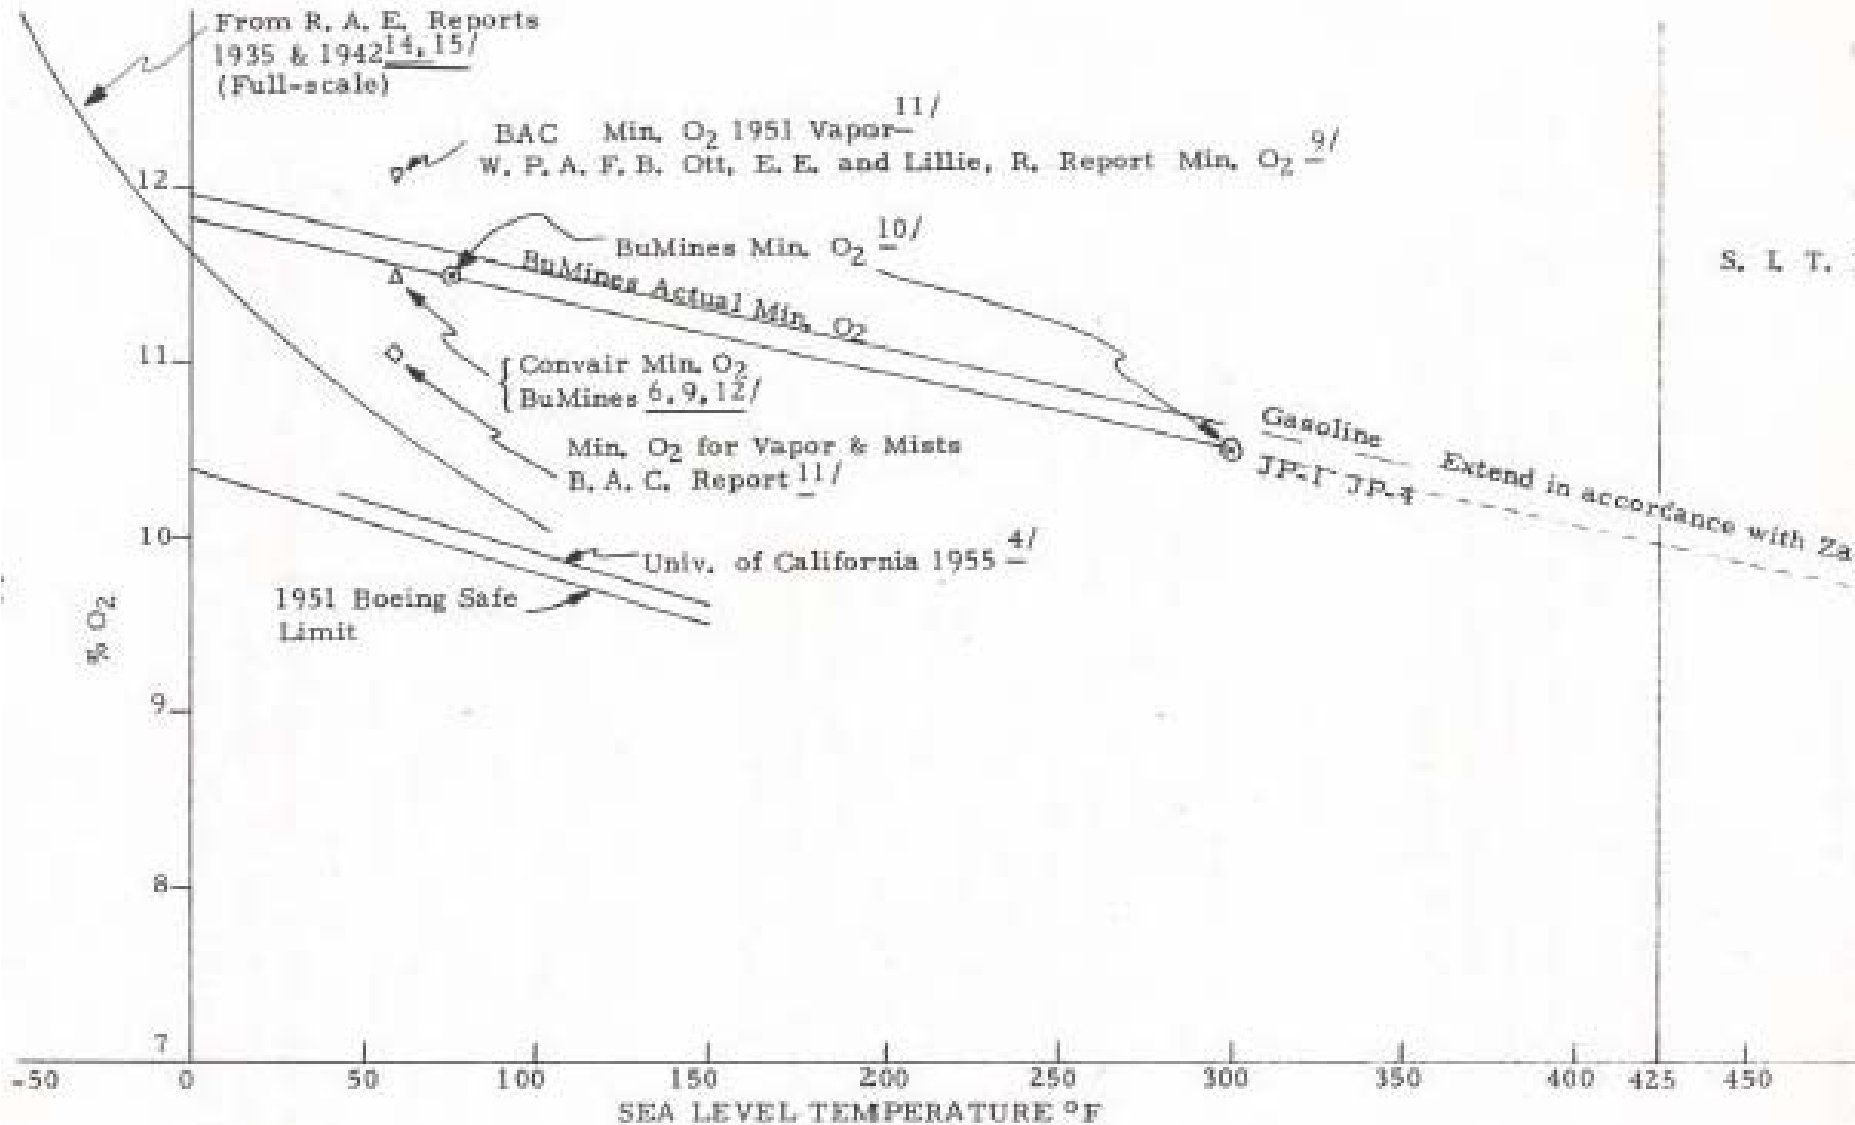 From R. A. E. Reports
1935 & 1942 14, 15/
(Full-scale)
BAC Min. O2 1951 Vapor 11/
W. P. A. F. B. Ott, E. E. and Lillie, R. Report Min. O2 9/
12
BuMines Min. O2 10/
BuMines Actual Min. O2
S. I. T.
11
Convair Min. O2
BuMines 6, 9, 12/
Min. O2 for Vapor & Mists
B. A. C. Report 11/
Gasoline
JP-1 JP-4
Extend in accordance with Za
10
Univ. of California 1955 4/
1951 Boeing Safe
Limit
% O2
9
8
7
-50 0 50 100 150 200 250 300 350 400 425 450
SEA LEVEL TEMPERATURE °F